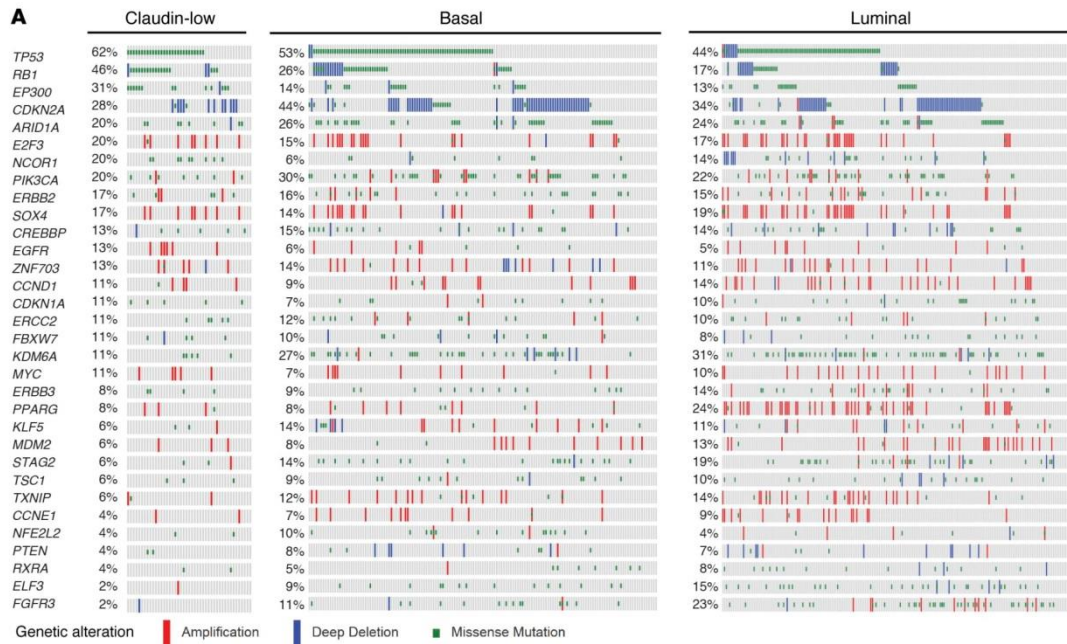 A
Claudin-low Basal Luminal
TP53 62% 53% 44%
RB1 46% 26% 17%
EP300 31% 14% 13%
CDKN2A 28% 44% 34%
ARID1A 20% 26% 24%
E2F3 20% 15% 17%
NCOR1 20% 6% 14%
PIK3CA 20% 30% 22%
ERBB2 17% 16% 15%
SOX4 17% 14% 19%
CREBBP 13% 15% 14%
EGFR 13% 6% 5%
ZNF703 13% 14% 11%
CCND1 11% 9% 14%
CDKN1A 11% 7% 10%
ERCC2 11% 12% 10%
FBXW7 11% 10% 8%
KDM6A 11% 27% 31%
MYC 11% 7% 10%
ERBB3 8% 9% 14%
PPARG 8% 8% 24%
KLF5 6% 14% 11%
MDM2 6% 8% 13%
STAG2 6% 14% 19%
TSC1 6% 9% 10%
TXNIP 6% 12% 14%
CCNE1 4% 7% 9%
NFE2L2 4% 10% 4%
PTEN 4% 8% 7%
RXRA 4% 5% 8%
ELF3 2% 9% 15%
FGFR3 2% 11% 23%
Genetic alteration Amplification Deep Deletion Missense Mutation